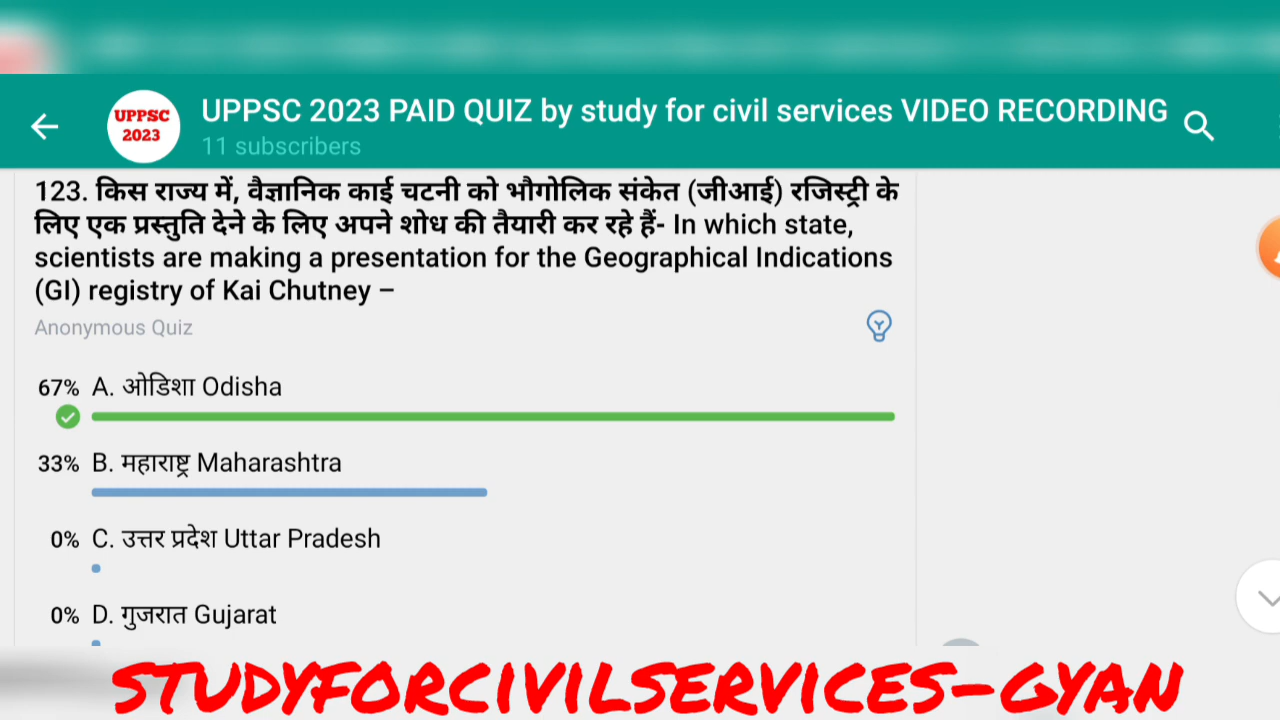 UPPSC 2023 PAID QUIZ by study for civil services VIDEO RECORDING
UPPSC
2023
11 subscribers
123. किस राज्य में, वैज्ञानिक काई चटनी को भौगोलिक संकेत (जीआई) रजिस्ट्री के
लिए एक प्रस्तुति देने के लिए अपने शोध की तैयारी कर रहे हैं- In which state,
scientists are making a presentation for the Geographical Indications
(GI) registry of Kai Chutney –
Anonymous Quiz
67% A. ओडिशा Odisha
33% B. महाराष्ट्र Maharashtra
0% C. उत्तर प्रदेश Uttar Pradesh
0% D. गुजरात Gujarat
STUDYFORCIVILSERVICES-GYAN